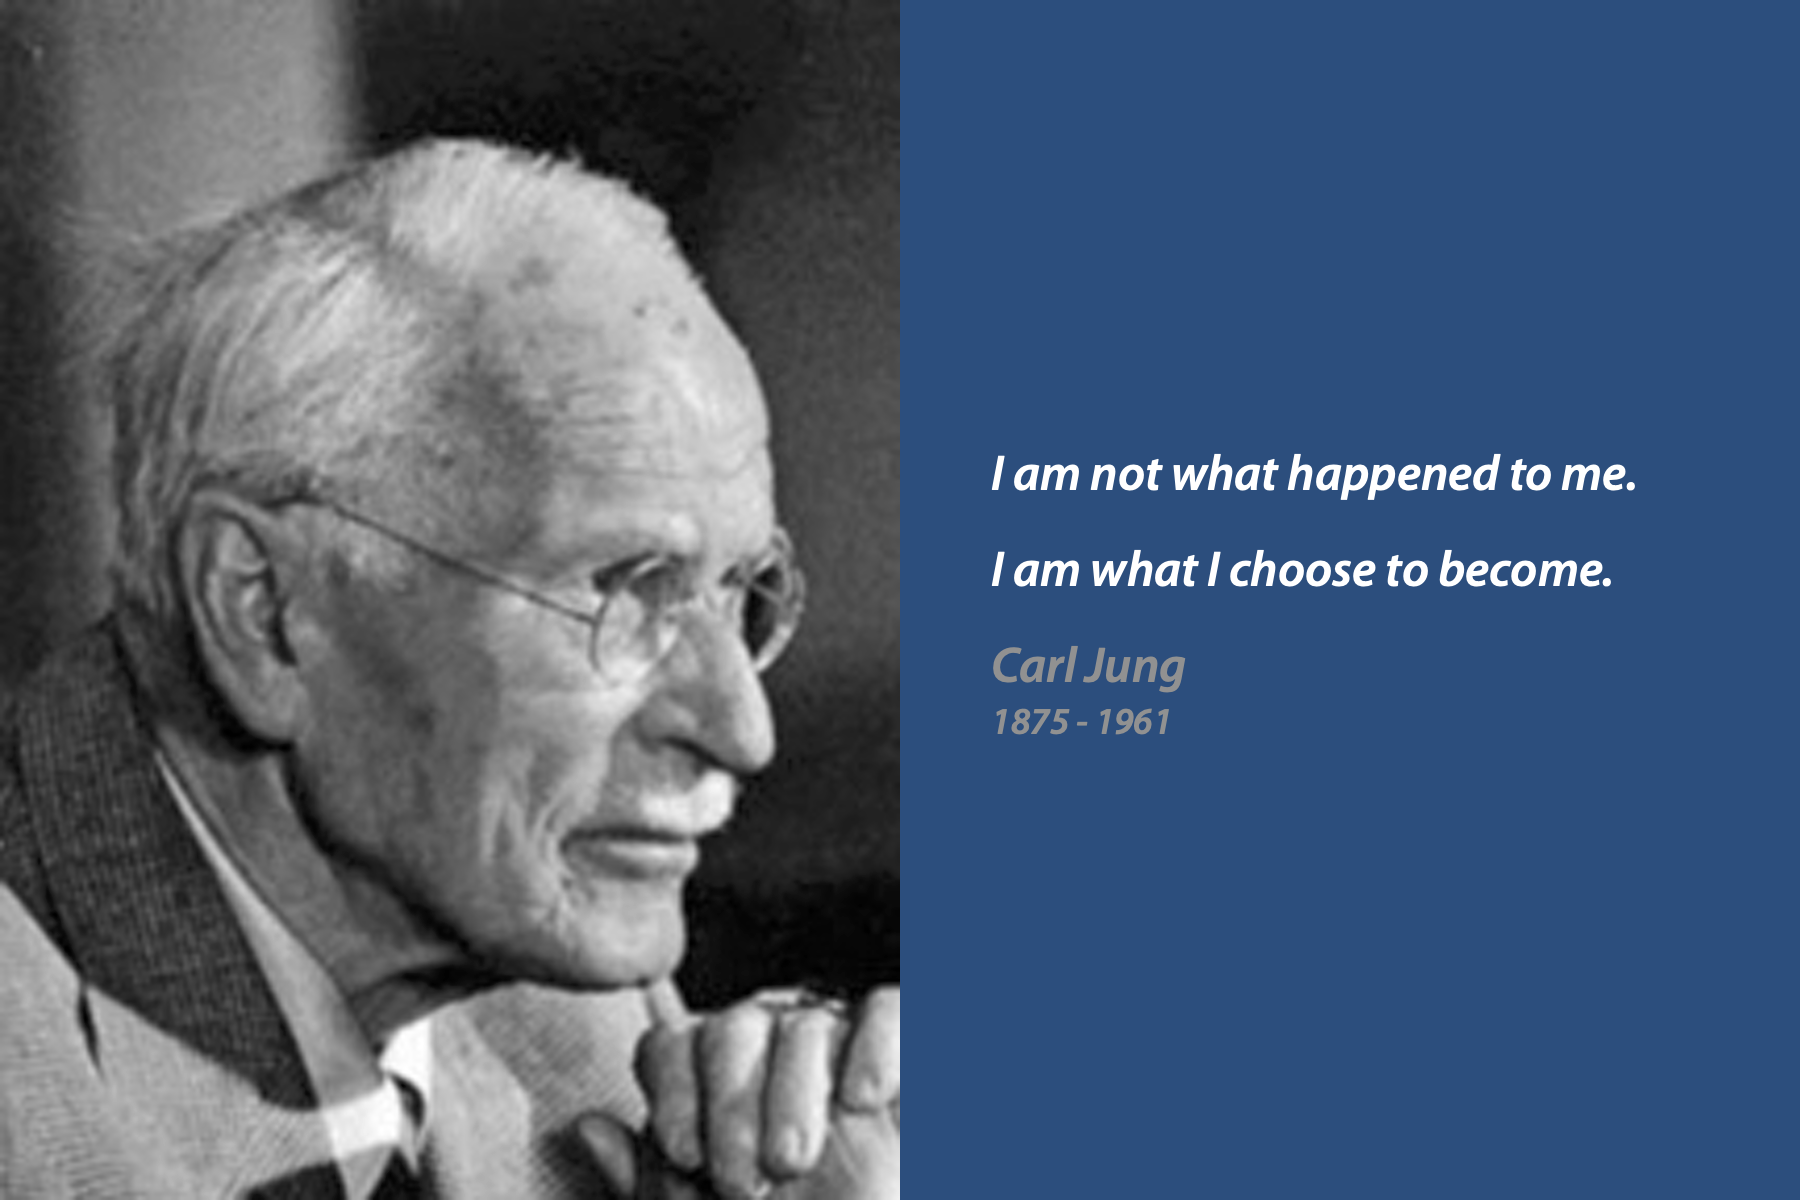 I am not what happened to me.
I am what I choose to become.
Carl Jung
1875 - 1961